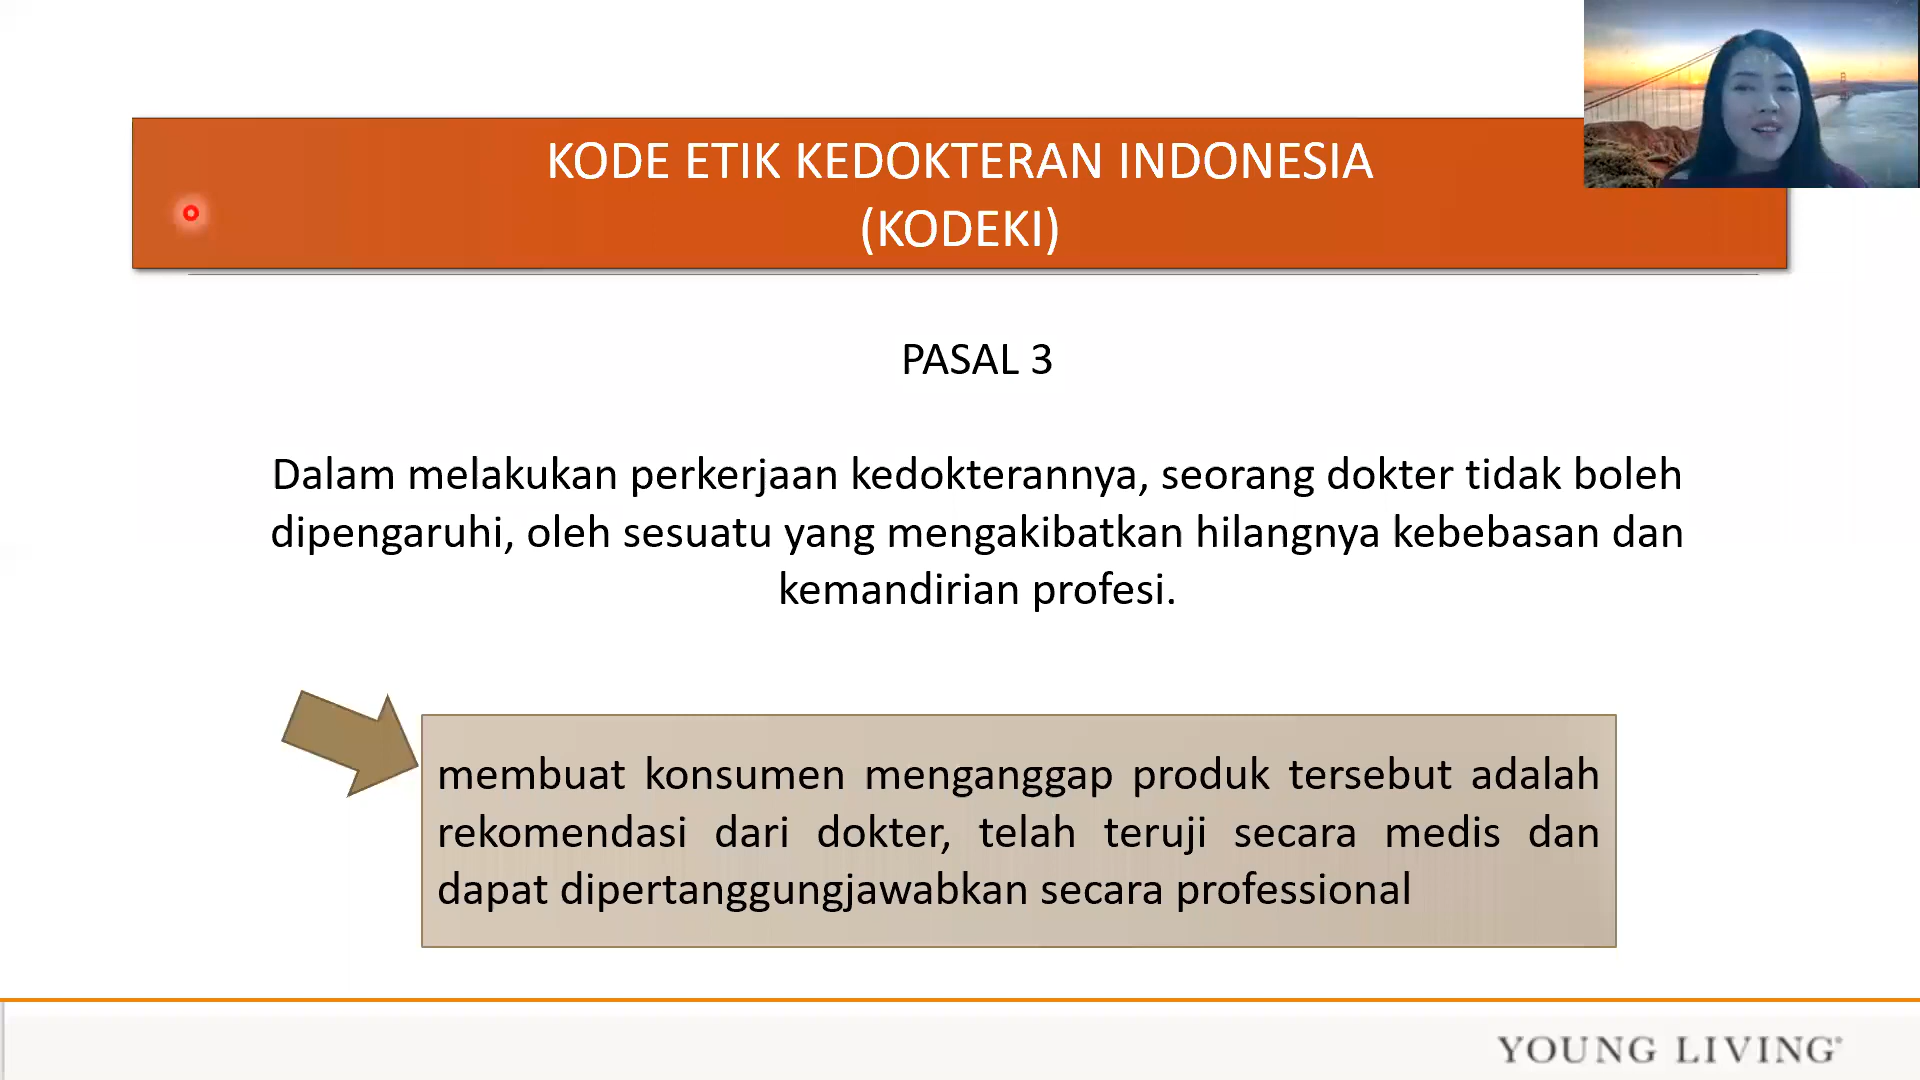 KODE ETIK KEDOKTERAN INDONESIA
(KODEKI)
PASAL 3
Dalam melakukan perkerjaan kedokterannya, seorang dokter tidak boleh
dipengaruhi, oleh sesuatu yang mengakibatkan hilangnya kebebasan dan
kemandirian profesi.
membuat konsumen menganggap produk tersebut adalah
rekomendasi dari dokter, telah teruji secara medis dan
dapat dipertanggungjawabkan secara professional
YOUNG LIVING®